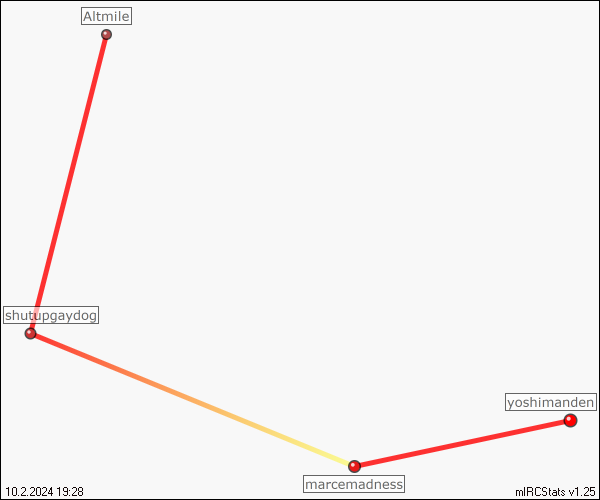 Altmile
shutupgaydog
yoshimanden
marcemadness
10.2.2024 19:28
mIRCStats v1.25